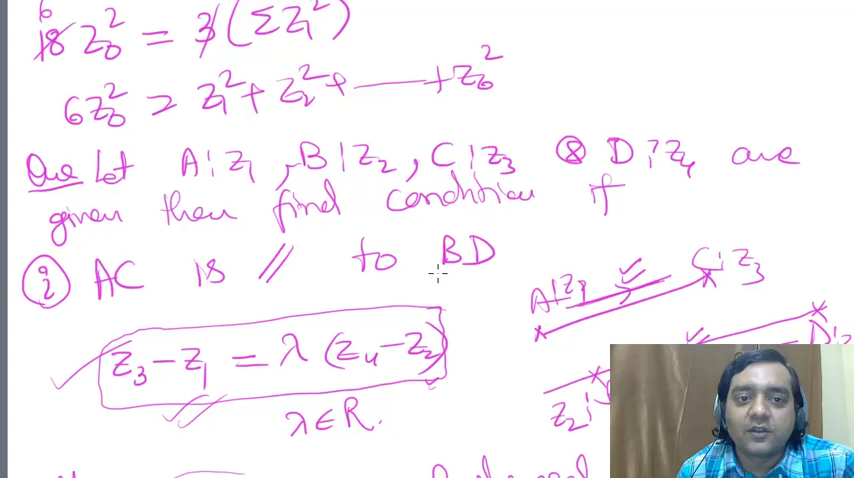 18 6 z₀² = 3 (Σz₁²)
6z₀² = z₁² + z₂² + —— + z₆²
Que Let A|z₁, B|z₂, C|z₃ & D|z₄ are
given then find condition if
(i) AC is // to BD
A|z₁ C|z₃
z₃ - z₁ = λ (z₄ - z₂)
z₂|
λ ∈ R.